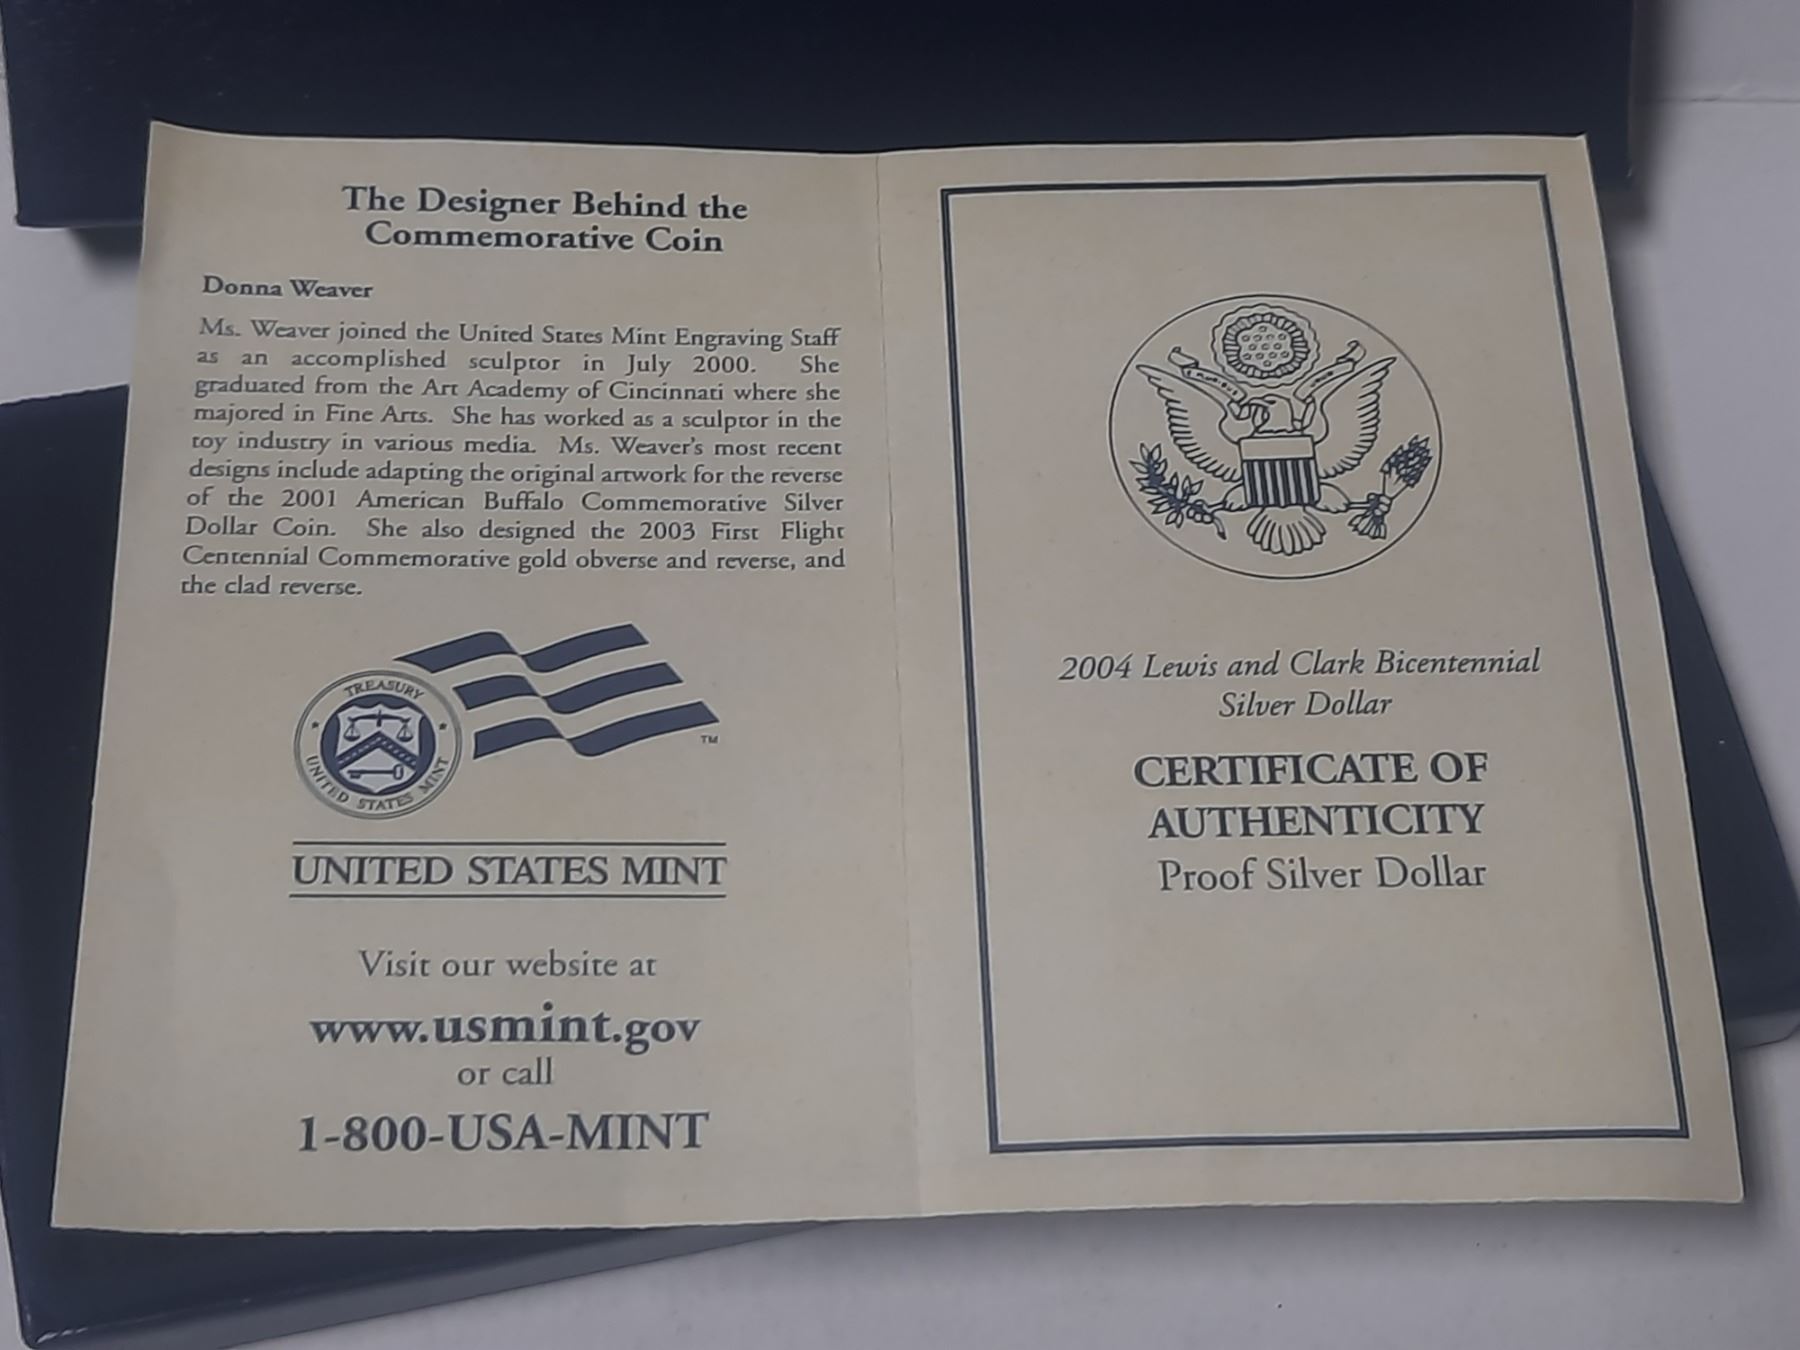 The Designer Behind the
Commemorative Coin
Donna Weaver
Ms. Weaver joined the United States Mint Engraving Staff
as an accomplished sculptor in July 2000. She
graduated from the Art Academy of Cincinnati where she
majored in Fine Arts. She has worked as a sculptor in the
toy industry in various media. Ms. Weaver's most recent
designs include adapting the original artwork for the reverse
of the 2001 American Buffalo Commemorative Silver
Dollar Coin. She also designed the 2003 First Flight
Centennial Commemorative gold obverse and reverse, and
the clad reverse.
TREASURY
UNITED STATES MINT
TM
UNITED STATES MINT
Visit our website at
www.usmint.gov
or call
1-800-USA-MINT
2004 Lewis and Clark Bicentennial
Silver Dollar
CERTIFICATE OF
AUTHENTICITY
Proof Silver Dollar